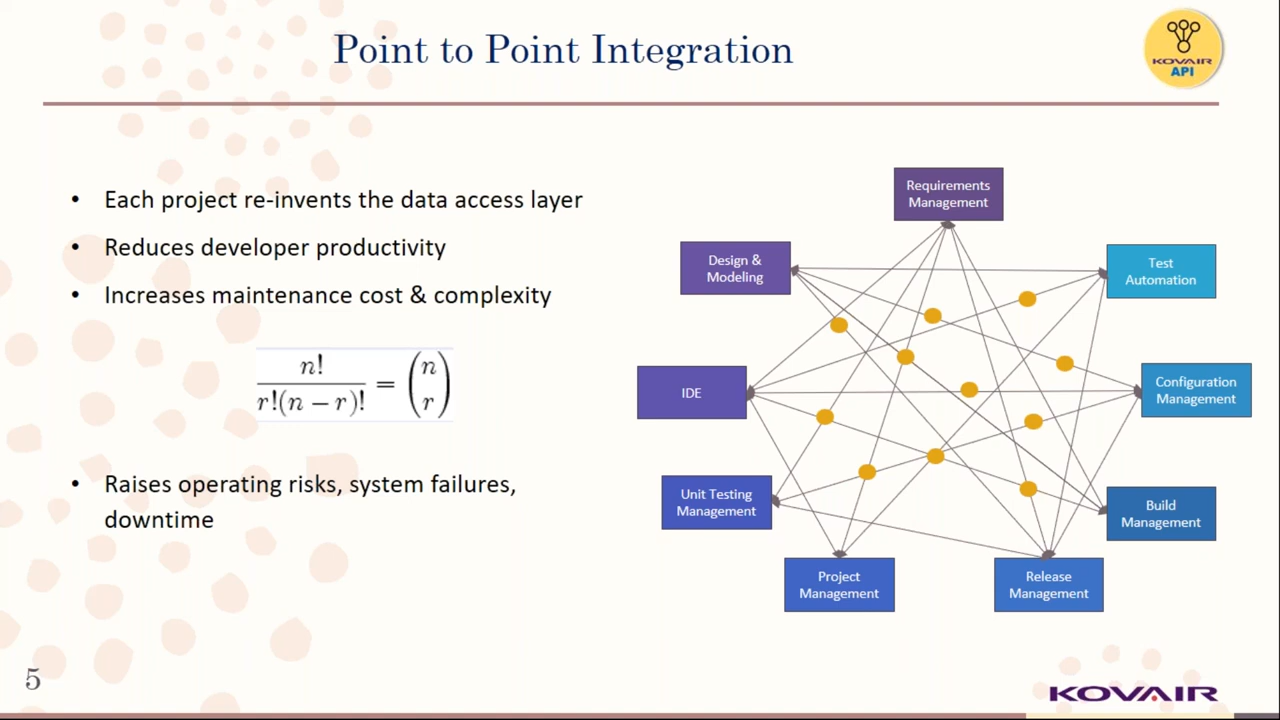 Point to Point Integration
KOVAIR
API
• Each project re-invents the data access layer
• Reduces developer productivity
• Increases maintenance cost & complexity
n!
r!(n − r)!
=
(n
r)
• Raises operating risks, system failures,
downtime
Requirements
Management
Design &
Modeling
Test
Automation
IDE
Configuration
Management
Unit Testing
Management
Build
Management
Project
Management
Release
Management
5
KOVAIR